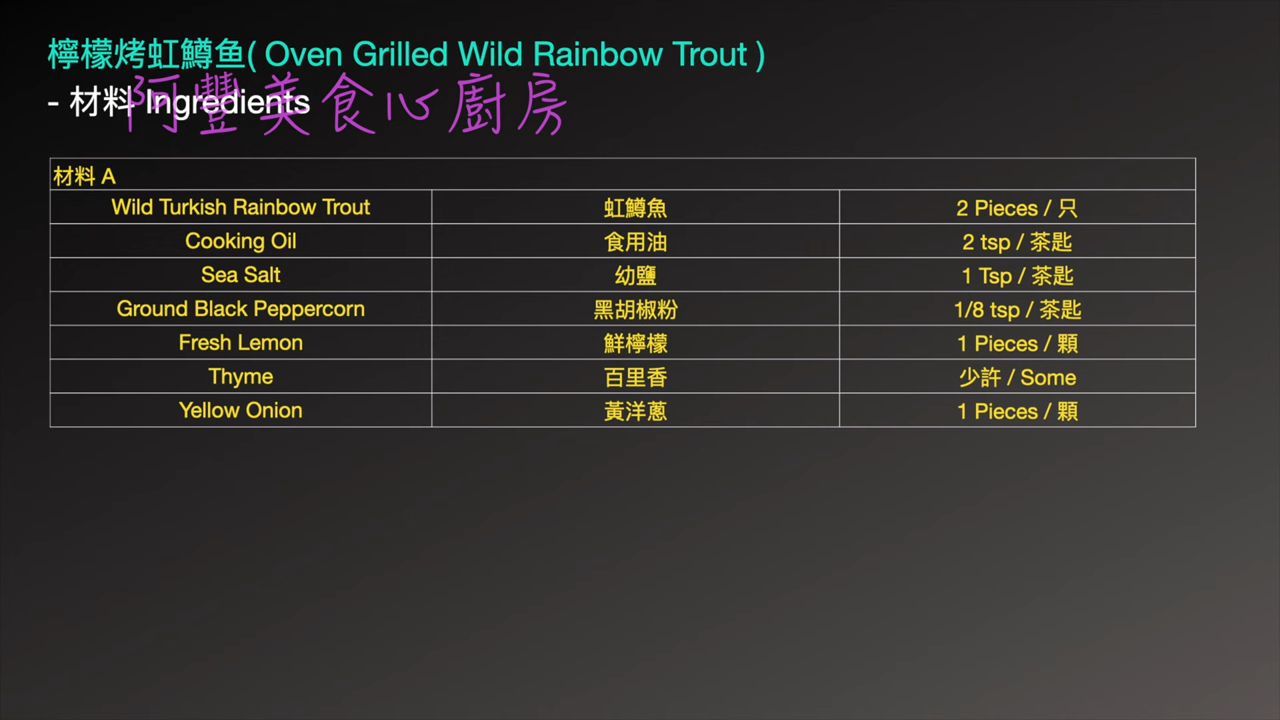 檸檬烤虹鱒鱼( Oven Grilled Wild Rainbow Trout )
- 材料 Ingredients
阿豐美食心廚房
材料 A
Wild Turkish Rainbow Trout 虹鱒魚 2 Pieces / 只
Cooking Oil 食用油 2 tsp / 茶匙
Sea Salt 幼鹽 1 Tsp / 茶匙
Ground Black Peppercorn 黑胡椒粉 1/8 tsp / 茶匙
Fresh Lemon 鮮檸檬 1 Pieces / 顆
Thyme 百里香 少許 / Some
Yellow Onion 黃洋蔥 1 Pieces / 顆